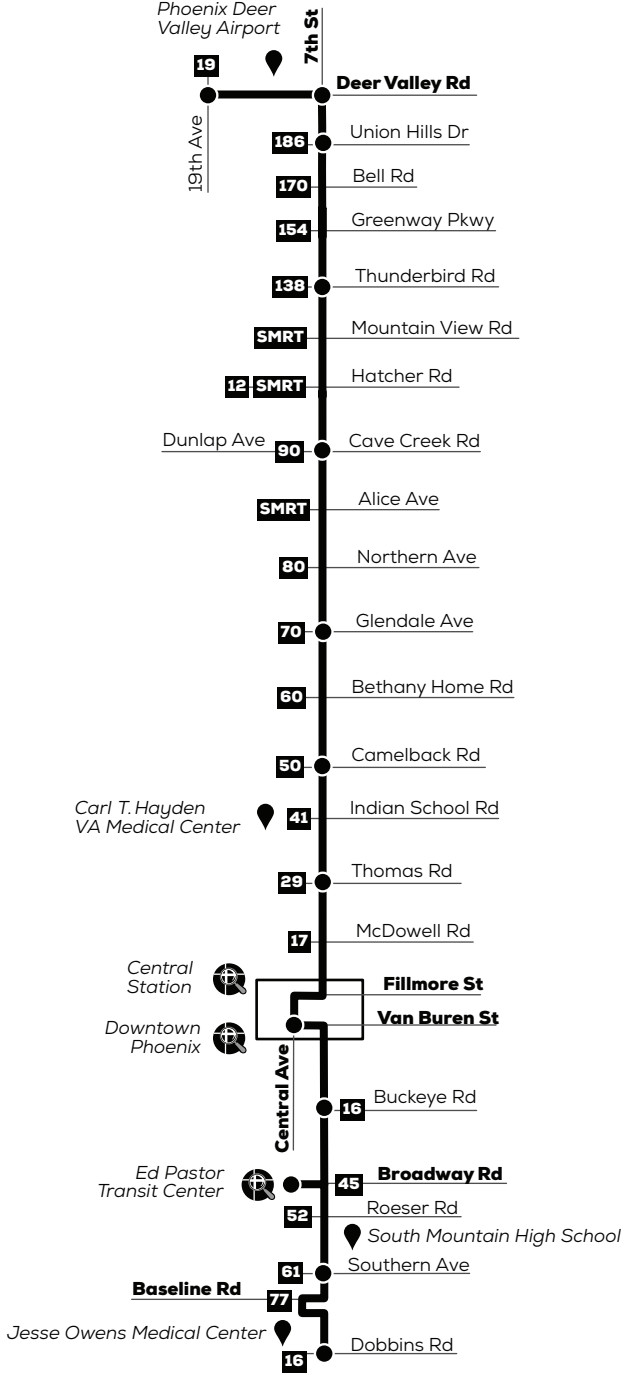 Phoenix Deer
Valley Airport
7th St
19
Deer Valley Rd
19th Ave
186
Union Hills Dr
170
Bell Rd
154
Greenway Pkwy
138
Thunderbird Rd
SMRT
Mountain View Rd
12 SMRT
Hatcher Rd
Dunlap Ave
90
Cave Creek Rd
SMRT
Alice Ave
80
Northern Ave
70
Glendale Ave
60
Bethany Home Rd
50
Camelback Rd
Carl T. Hayden
VA Medical Center
41
Indian School Rd
29
Thomas Rd
17
McDowell Rd
Central
Station
Fillmore St
Downtown
Phoenix
Van Buren St
Central Ave
16
Buckeye Rd
Ed Pastor
Transit Center
45
Broadway Rd
52
Roeser Rd
South Mountain High School
61
Southern Ave
Baseline Rd
77
Jesse Owens Medical Center
16
Dobbins Rd